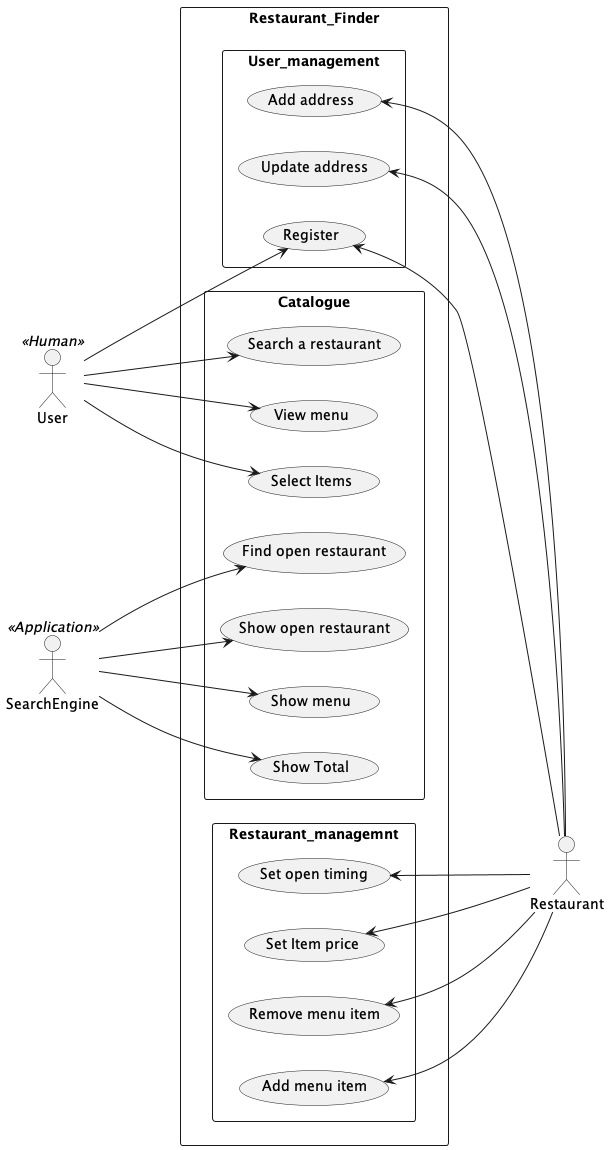 Restaurant_Finder
User_management
Add address
Update address
Register
Catalogue
Search a restaurant
View menu
Select Items
Find open restaurant
Show open restaurant
Show menu
Show Total
Restaurant_managemnt
Set open timing
Set Item price
Remove menu item
Add menu item
«Human»
User
«Application»
SearchEngine
Restaurant